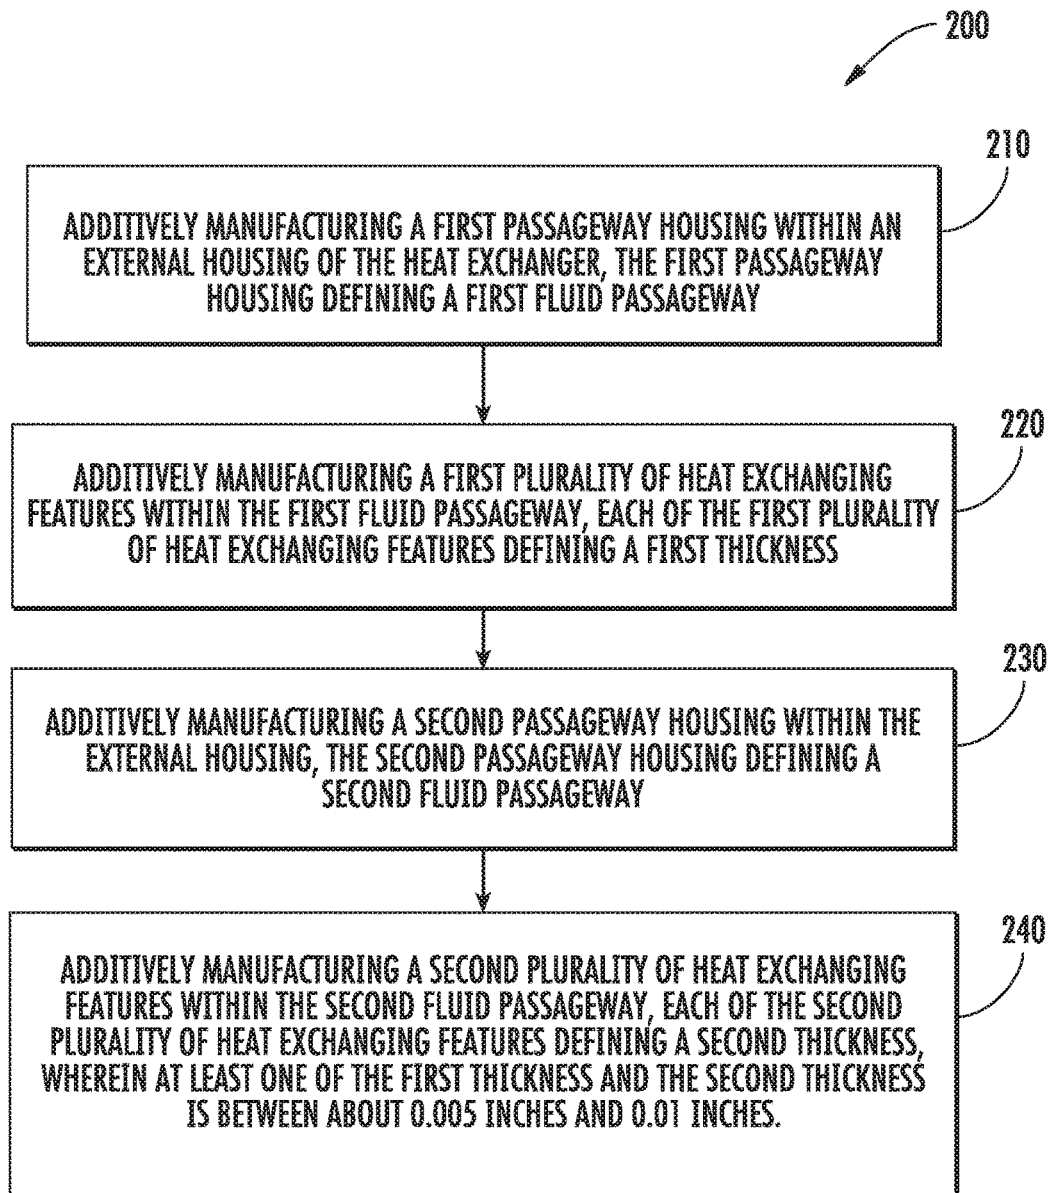 200
210
ADDITIVELY MANUFACTURING A FIRST PASSAGEWAY HOUSING WITHIN AN
EXTERNAL HOUSING OF THE HEAT EXCHANGER, THE FIRST PASSAGEWAY
HOUSING DEFINING A FIRST FLUID PASSAGEWAY
220
ADDITIVELY MANUFACTURING A FIRST PLURALITY OF HEAT EXCHANGING
FEATURES WITHIN THE FIRST FLUID PASSAGEWAY, EACH OF THE FIRST PLURALITY
OF HEAT EXCHANGING FEATURES DEFINING A FIRST THICKNESS
230
ADDITIVELY MANUFACTURING A SECOND PASSAGEWAY HOUSING WITHIN THE
EXTERNAL HOUSING, THE SECOND PASSAGEWAY HOUSING DEFINING A
SECOND FLUID PASSAGEWAY
240
ADDITIVELY MANUFACTURING A SECOND PLURALITY OF HEAT EXCHANGING
FEATURES WITHIN THE SECOND FLUID PASSAGEWAY, EACH OF THE SECOND
PLURALITY OF HEAT EXCHANGING FEATURES DEFINING A SECOND THICKNESS,
WHEREIN AT LEAST ONE OF THE FIRST THICKNESS AND THE SECOND THICKNESS
IS BETWEEN ABOUT 0.005 INCHES AND 0.01 INCHES.